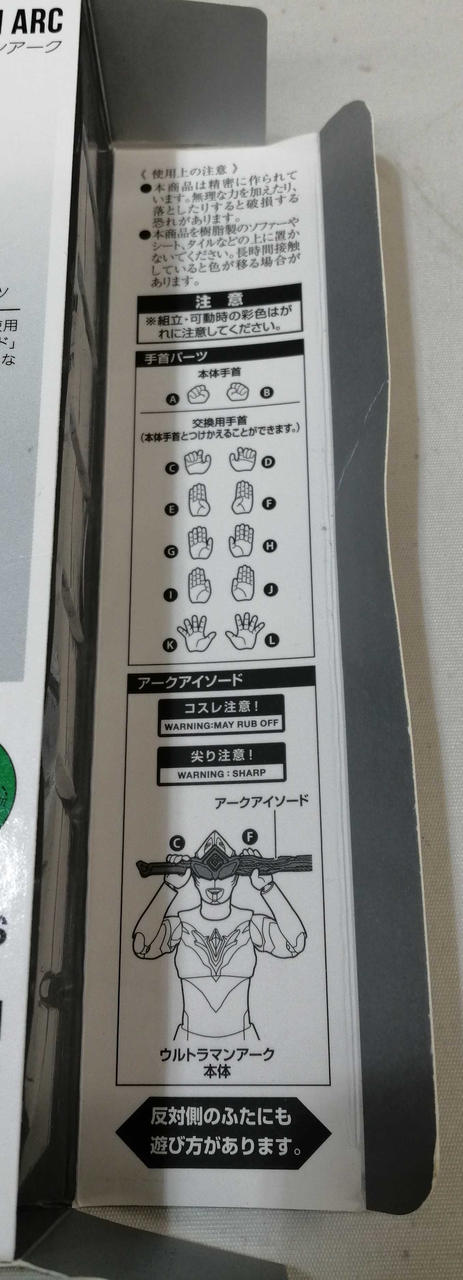 ARC
ンアーク
ツ
使用
ド」
な
S
《 使用上の注意 》
●本商品は精密に作られて
います。無理な力を加えたり、
落としたりすると破損する
恐れがあります。
●本商品を樹脂製のソファーや
シート、タイルなどの上に置か
ないでください。長時間接触
していると色が移る場合が
あります。
注 意
※組立・可動時の彩色はが
れに注意してください。
手首パーツ
本体手首
A B
交換用手首
(本体手首とつけかえることができます。)
C D
E F
G H
I J
K L
アークアイソード
コスレ注意!
WARNING:MAY RUB OFF
尖り注意!
WARNING : SHARP
アークアイソード
C F
ウルトラマンアーク
本体
反対側のふたにも
遊び方があります。